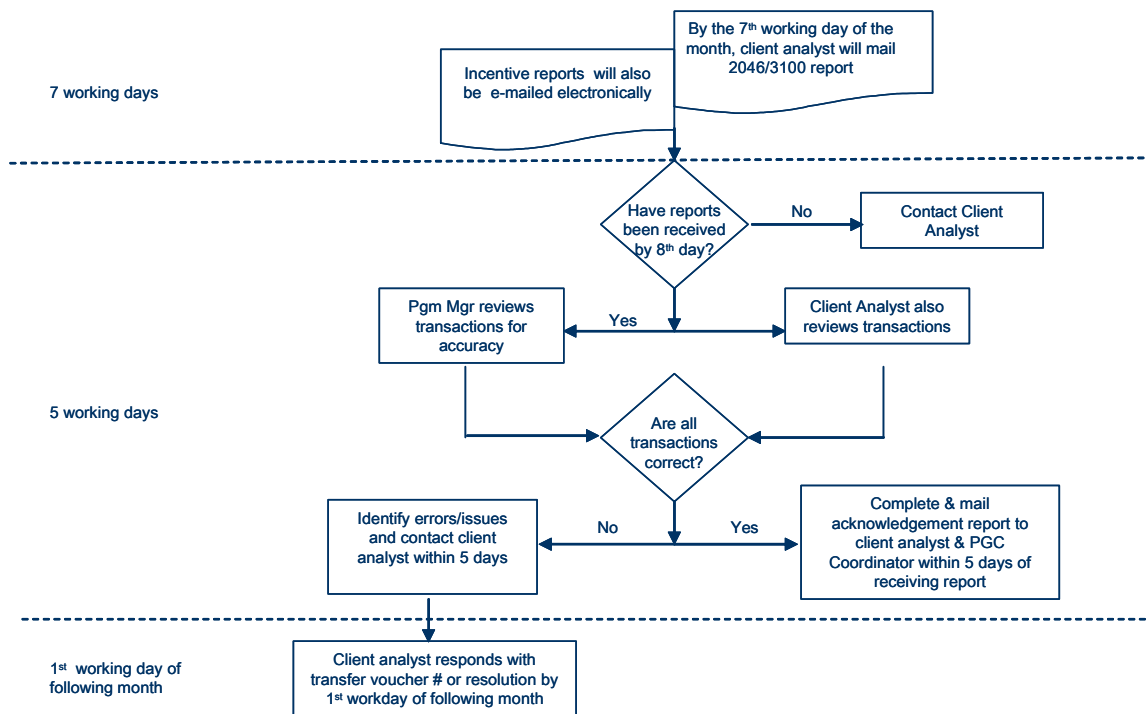 By the 7th working day of the
month, client analyst will mail
2046/3100 report
Incentive reports will also
be e-mailed electronically
7 working days
Have reports
been received
by 8th day?
No
Contact Client
Analyst
Pgm Mgr reviews
transactions for
accuracy
Yes
Client Analyst also
reviews transactions
5 working days
Are all
transactions
correct?
Identify errors/issues
and contact client
analyst within 5 days
No
Yes
Complete & mail
acknowledgement report to
client analyst & PGC
Coordinator within 5 days of
receiving report
1st working day of
following month
Client analyst responds with
transfer voucher # or resolution by
1st workday of following month